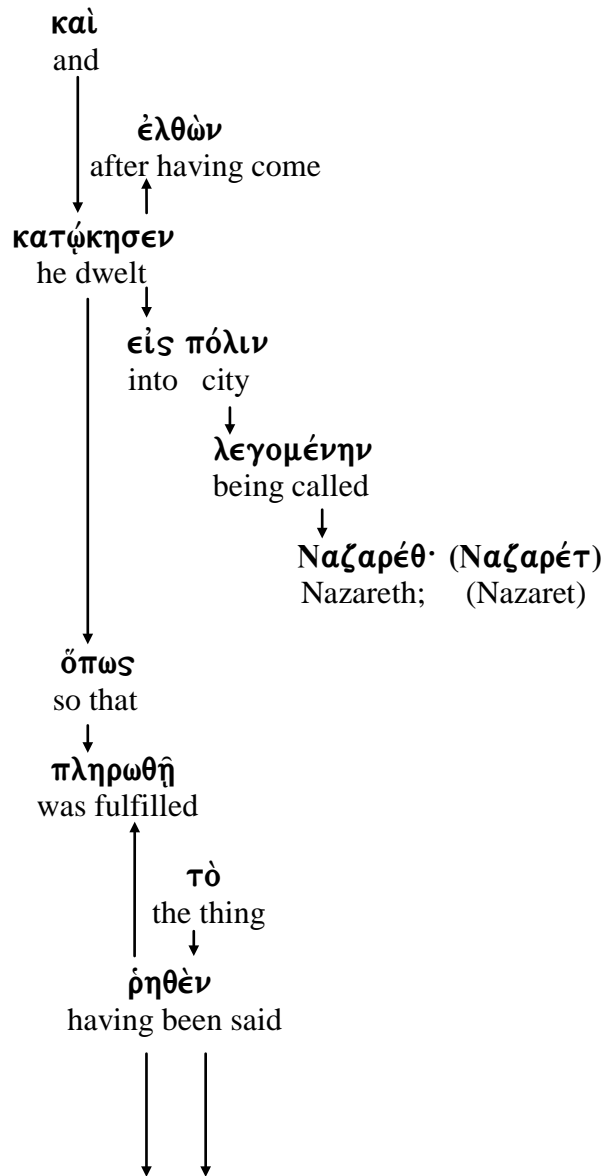 καὶ
and
ἐλθὼν
after having come
κατῴκησεν
he dwelt
εἰς πόλιν
into city
λεγομένην
being called
Ναζαρέθ· (Ναζαρέτ)
Nazareth; (Nazaret)
ὅπως
so that
πληρωθῇ
was fulfilled
τὸ
the thing
ῥηθὲν
having been said